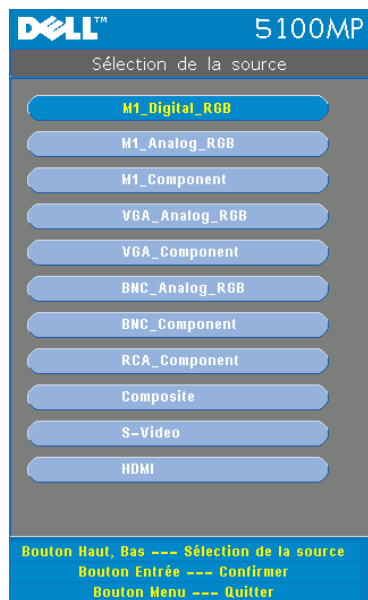 DELL™ 5100MP
Sélection de la source
M1_Digital_RGB
M1_Analog_RGB
M1_Component
VGA_Analog_RGB
VGA_Component
BNC_Analog_RGB
BNC_Component
RCA_Component
Composite
S-Video
HDMI
Bouton Haut, Bas --- Sélection de la source
Bouton Entrée --- Confirmer
Bouton Menu --- Quitter